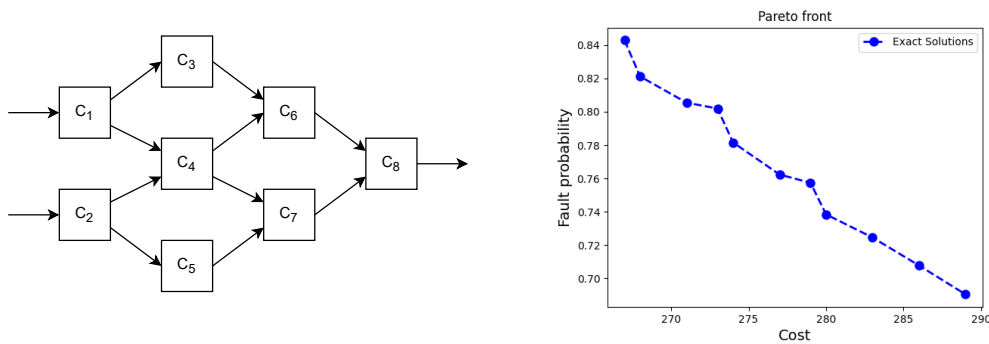 C1
C2
C3
C4
C5
C6
C7
C8
Pareto front
Exact Solutions
Fault probability
0.84
0.82
0.80
0.78
0.76
0.74
0.72
0.70
270
275
280
285
290
Cost